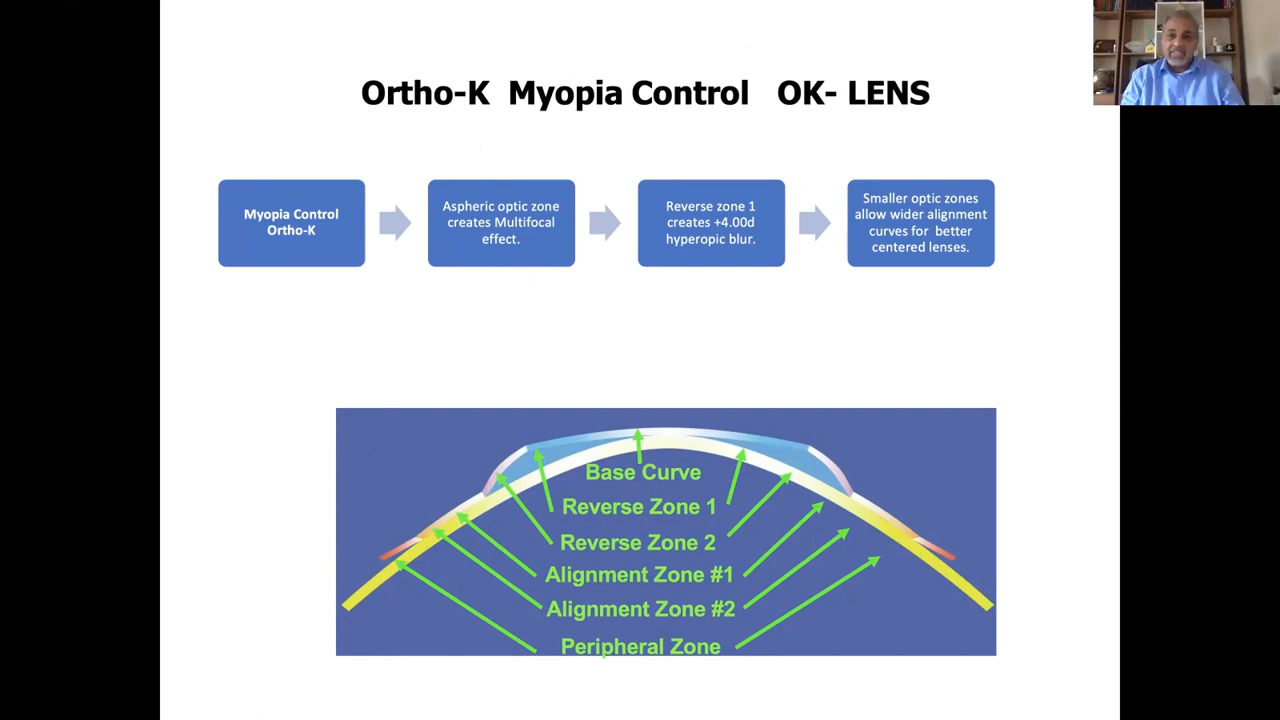 Ortho-K Myopia Control OK- LENS
Myopia Control
Ortho-K
Aspheric optic zone
creates Multifocal
effect.
Reverse zone 1
creates +4.00d
hyperopic blur.
Smaller optic zones
allow wider alignment
curves for better
centered lenses.
Base Curve
Reverse Zone 1
Reverse Zone 2
Alignment Zone #1
Alignment Zone #2
Peripheral Zone